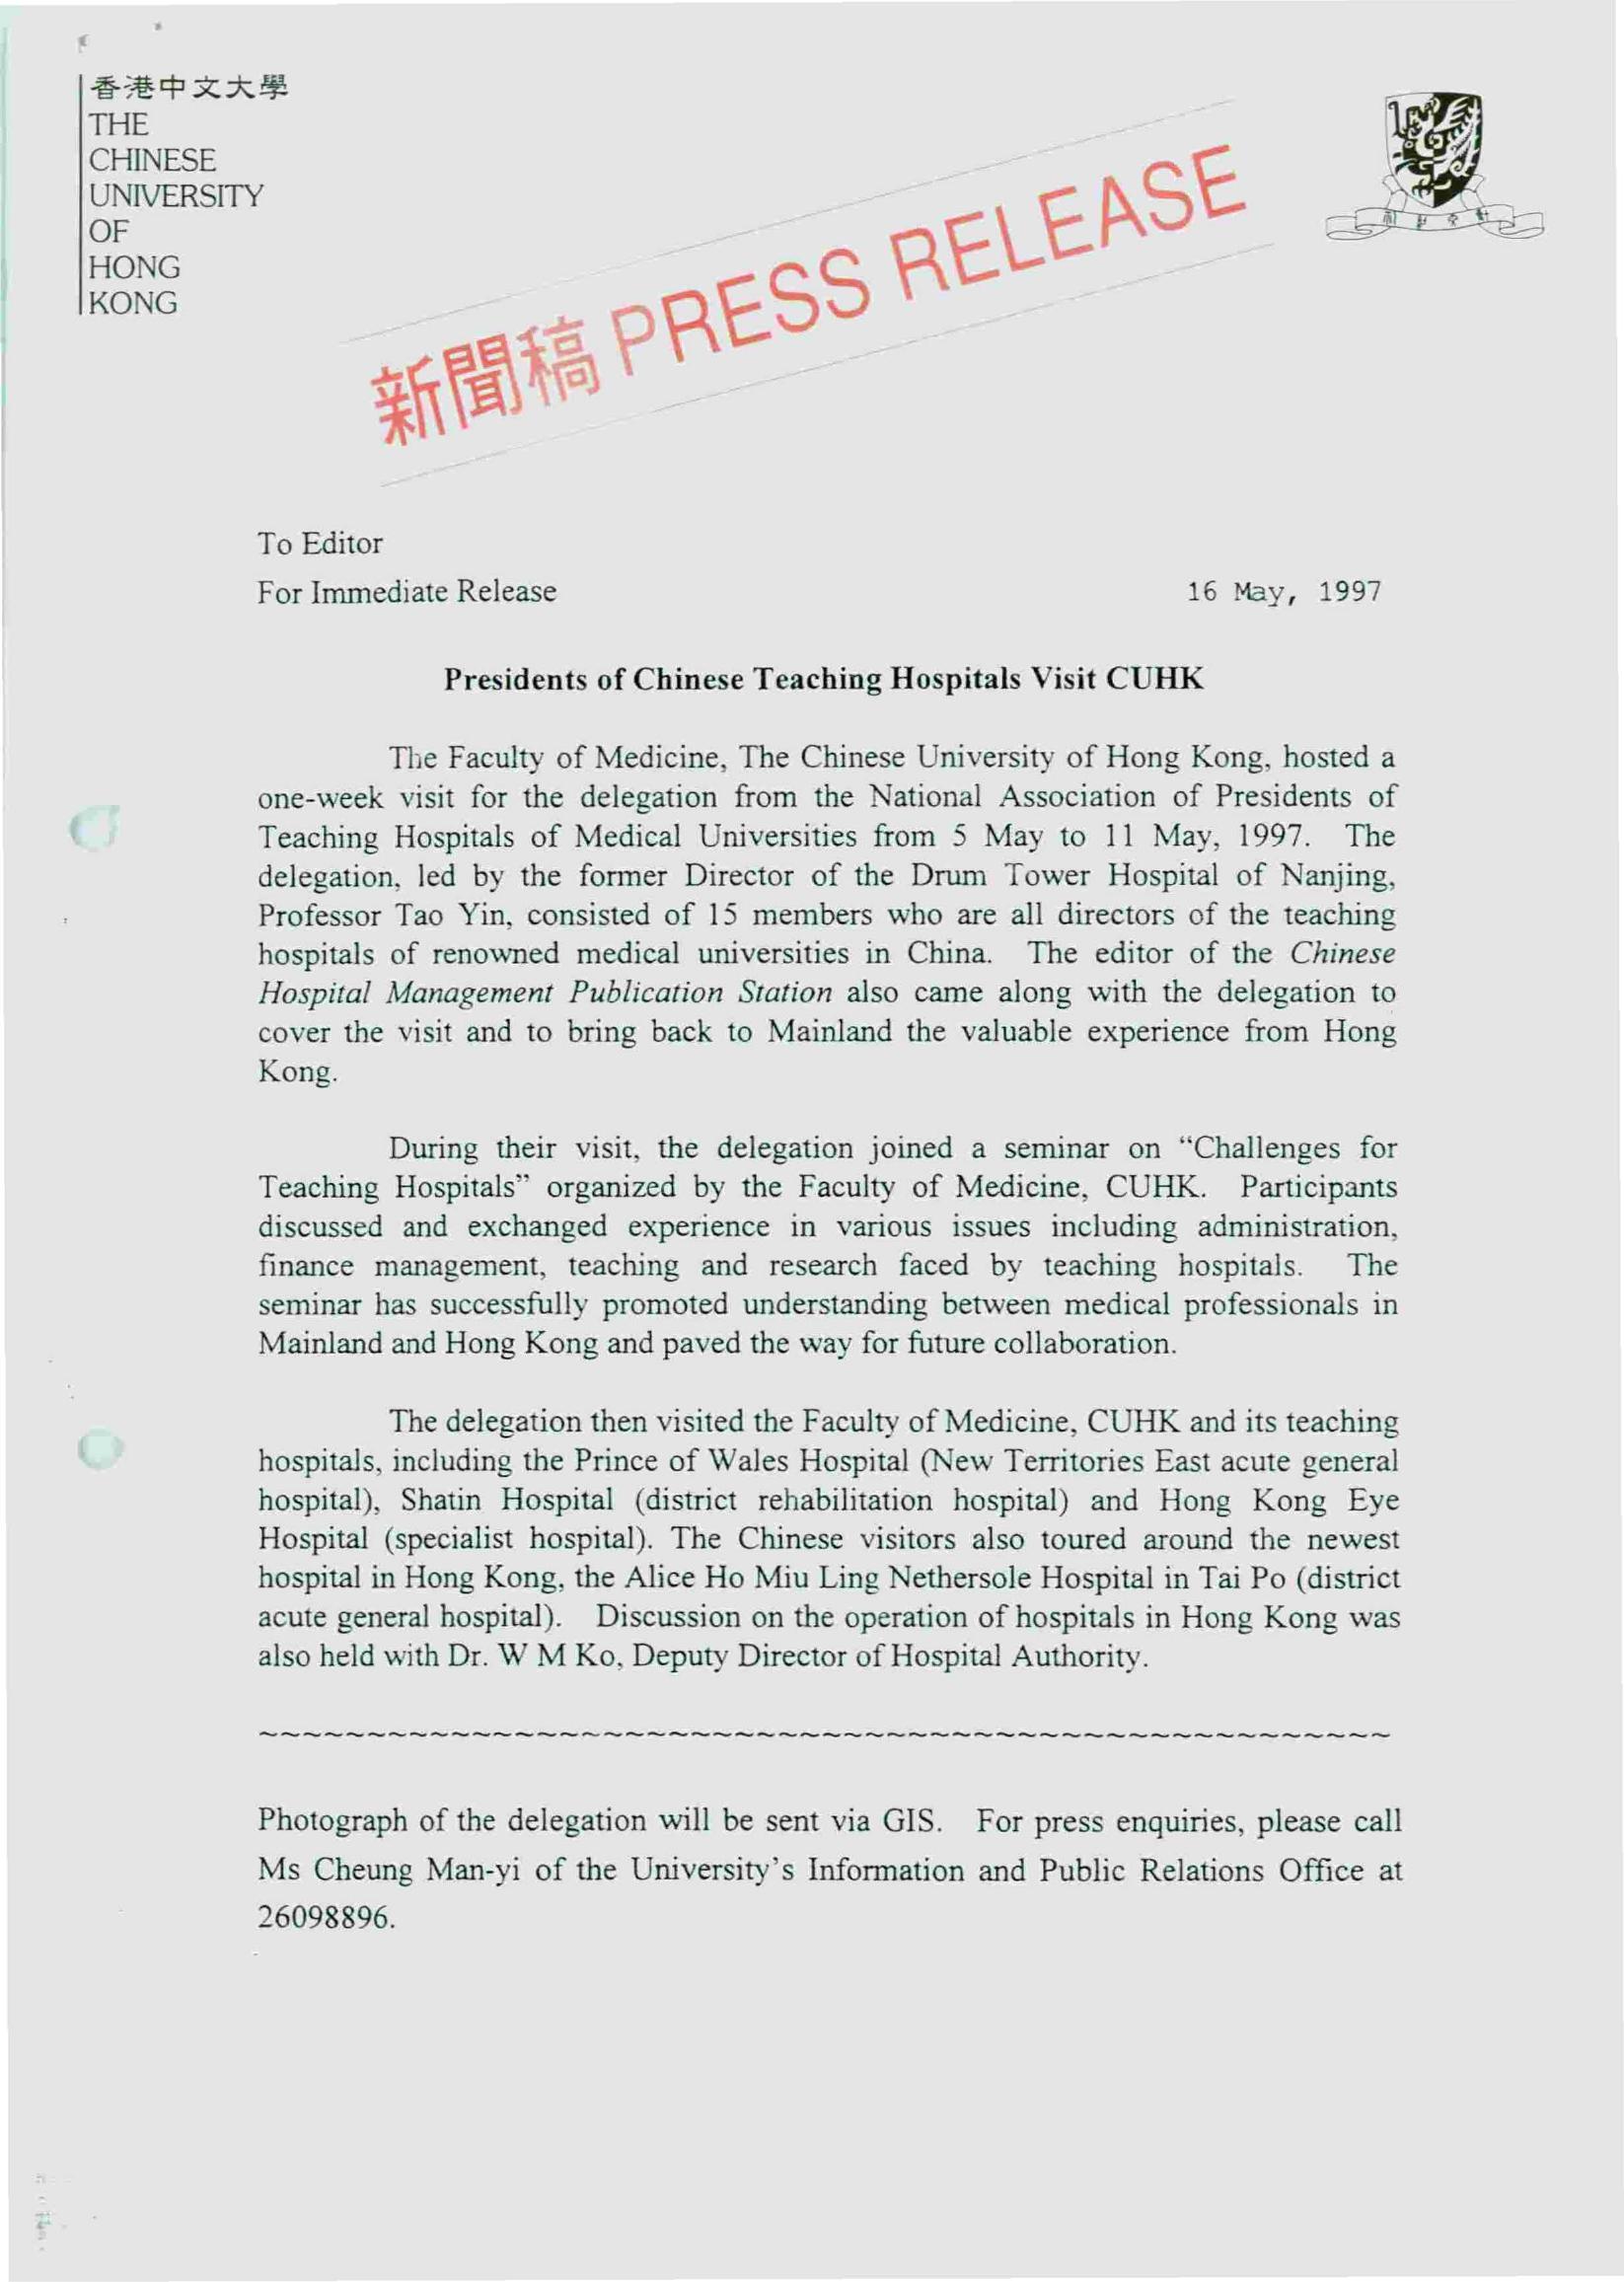 香港中文大學
THE
CHINESE
UNIVERSITY
OF
HONG
KONG
新聞稿 PRESS RELEASE
To Editor
For Immediate Release 16 May, 1997
Presidents of Chinese Teaching Hospitals Visit CUHK
The Faculty of Medicine, The Chinese University of Hong Kong, hosted a
one-week visit for the delegation from the National Association of Presidents of
Teaching Hospitals of Medical Universities from 5 May to 11 May, 1997. The
delegation, led by the former Director of the Drum Tower Hospital of Nanjing,
Professor Tao Yin, consisted of 15 members who are all directors of the teaching
hospitals of renowned medical universities in China. The editor of the Chinese
Hospital Management Publication Station also came along with the delegation to
cover the visit and to bring back to Mainland the valuable experience from Hong
Kong.
During their visit, the delegation joined a seminar on “Challenges for
Teaching Hospitals” organized by the Faculty of Medicine, CUHK. Participants
discussed and exchanged experience in various issues including administration,
finance management, teaching and research faced by teaching hospitals. The
seminar has successfully promoted understanding between medical professionals in
Mainland and Hong Kong and paved the way for future collaboration.
The delegation then visited the Faculty of Medicine, CUHK and its teaching
hospitals, including the Prince of Wales Hospital (New Territories East acute general
hospital), Shatin Hospital (district rehabilitation hospital) and Hong Kong Eye
Hospital (specialist hospital). The Chinese visitors also toured around the newest
hospital in Hong Kong, the Alice Ho Miu Ling Nethersole Hospital in Tai Po (district
acute general hospital). Discussion on the operation of hospitals in Hong Kong was
also held with Dr. W M Ko, Deputy Director of Hospital Authority.
~~~~~~~~~~~~~~~~~~~~~~~~~~~~~~~~~~~~~~~~~~~~~~~~~~~~
Photograph of the delegation will be sent via GIS. For press enquiries, please call
Ms Cheung Man-yi of the University’s Information and Public Relations Office at
26098896.